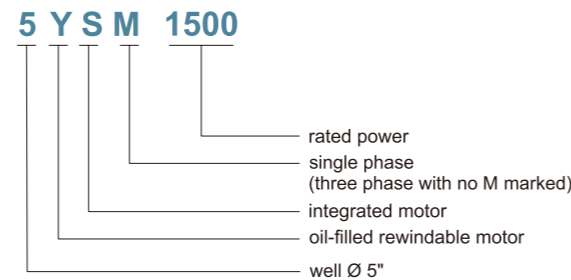 5 Y S M 1500
rated power
single phase
(three phase with no M marked)
integrated motor
oil-filled rewindable motor
well Ø 5"